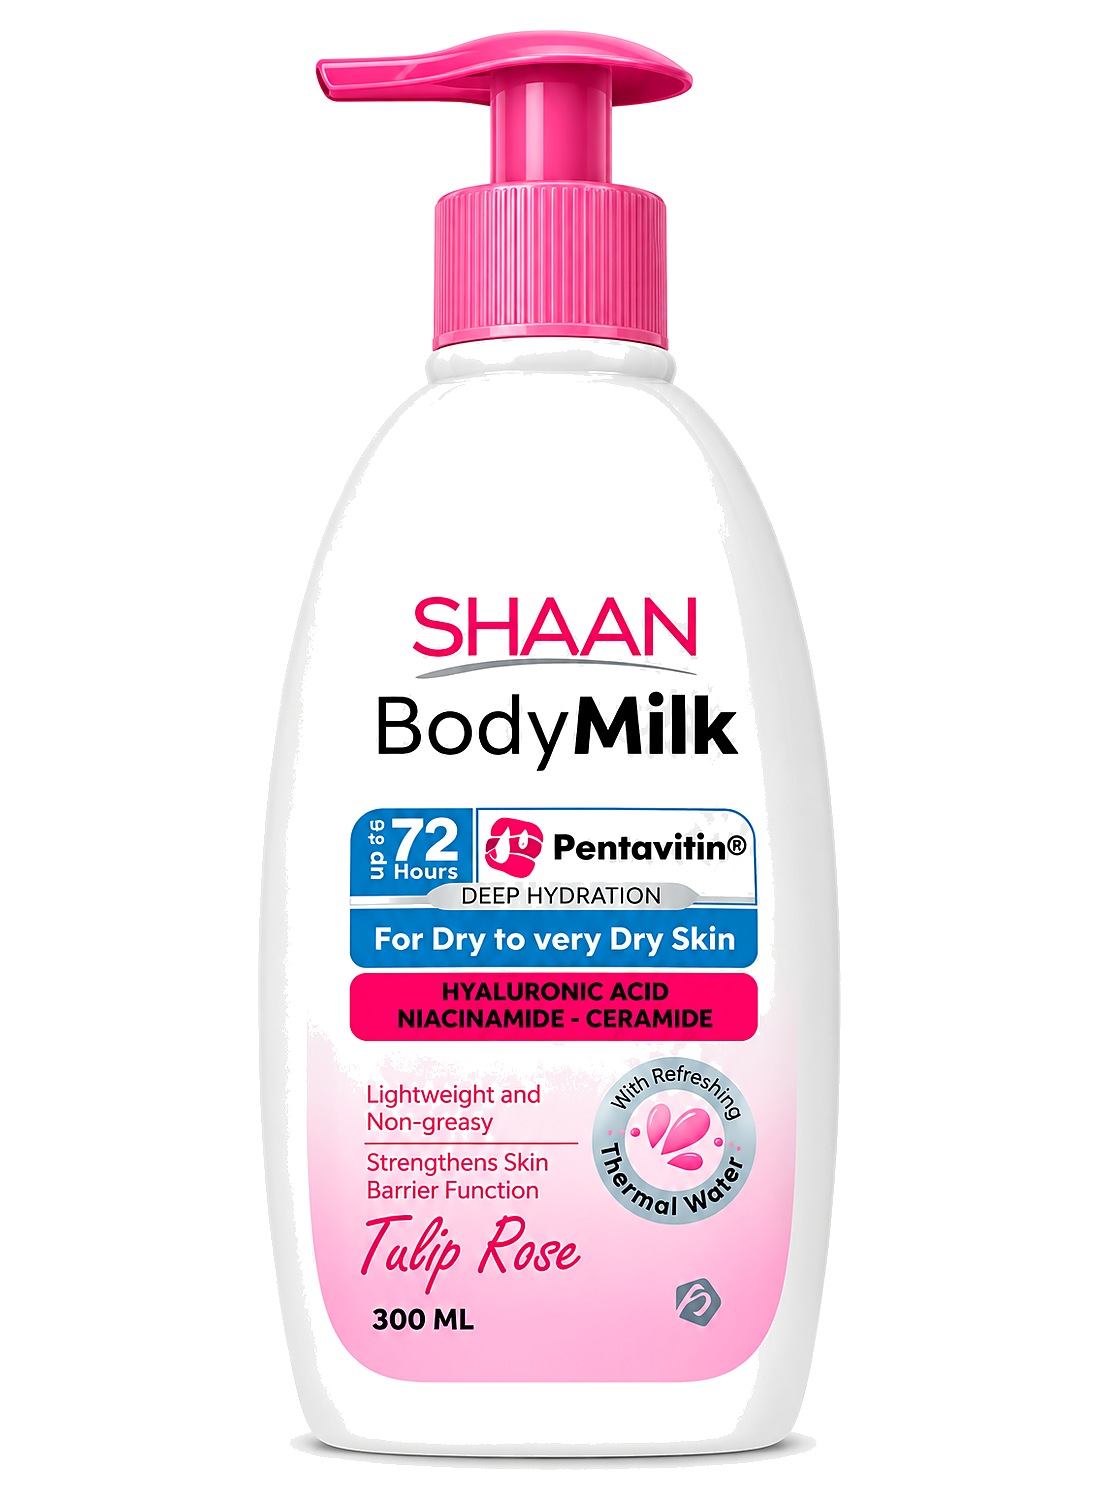 SHAAN
BodyMilk
up to 72 Hours
Pentavitin®
DEEP HYDRATION
For Dry to very Dry Skin
HYALURONIC ACID
NIACINAMIDE - CERAMIDE
Lightweight and
Non-greasy
Strengthens Skin
Barrier Function
With Refreshing
Thermal Water
Tulip Rose
300 ML